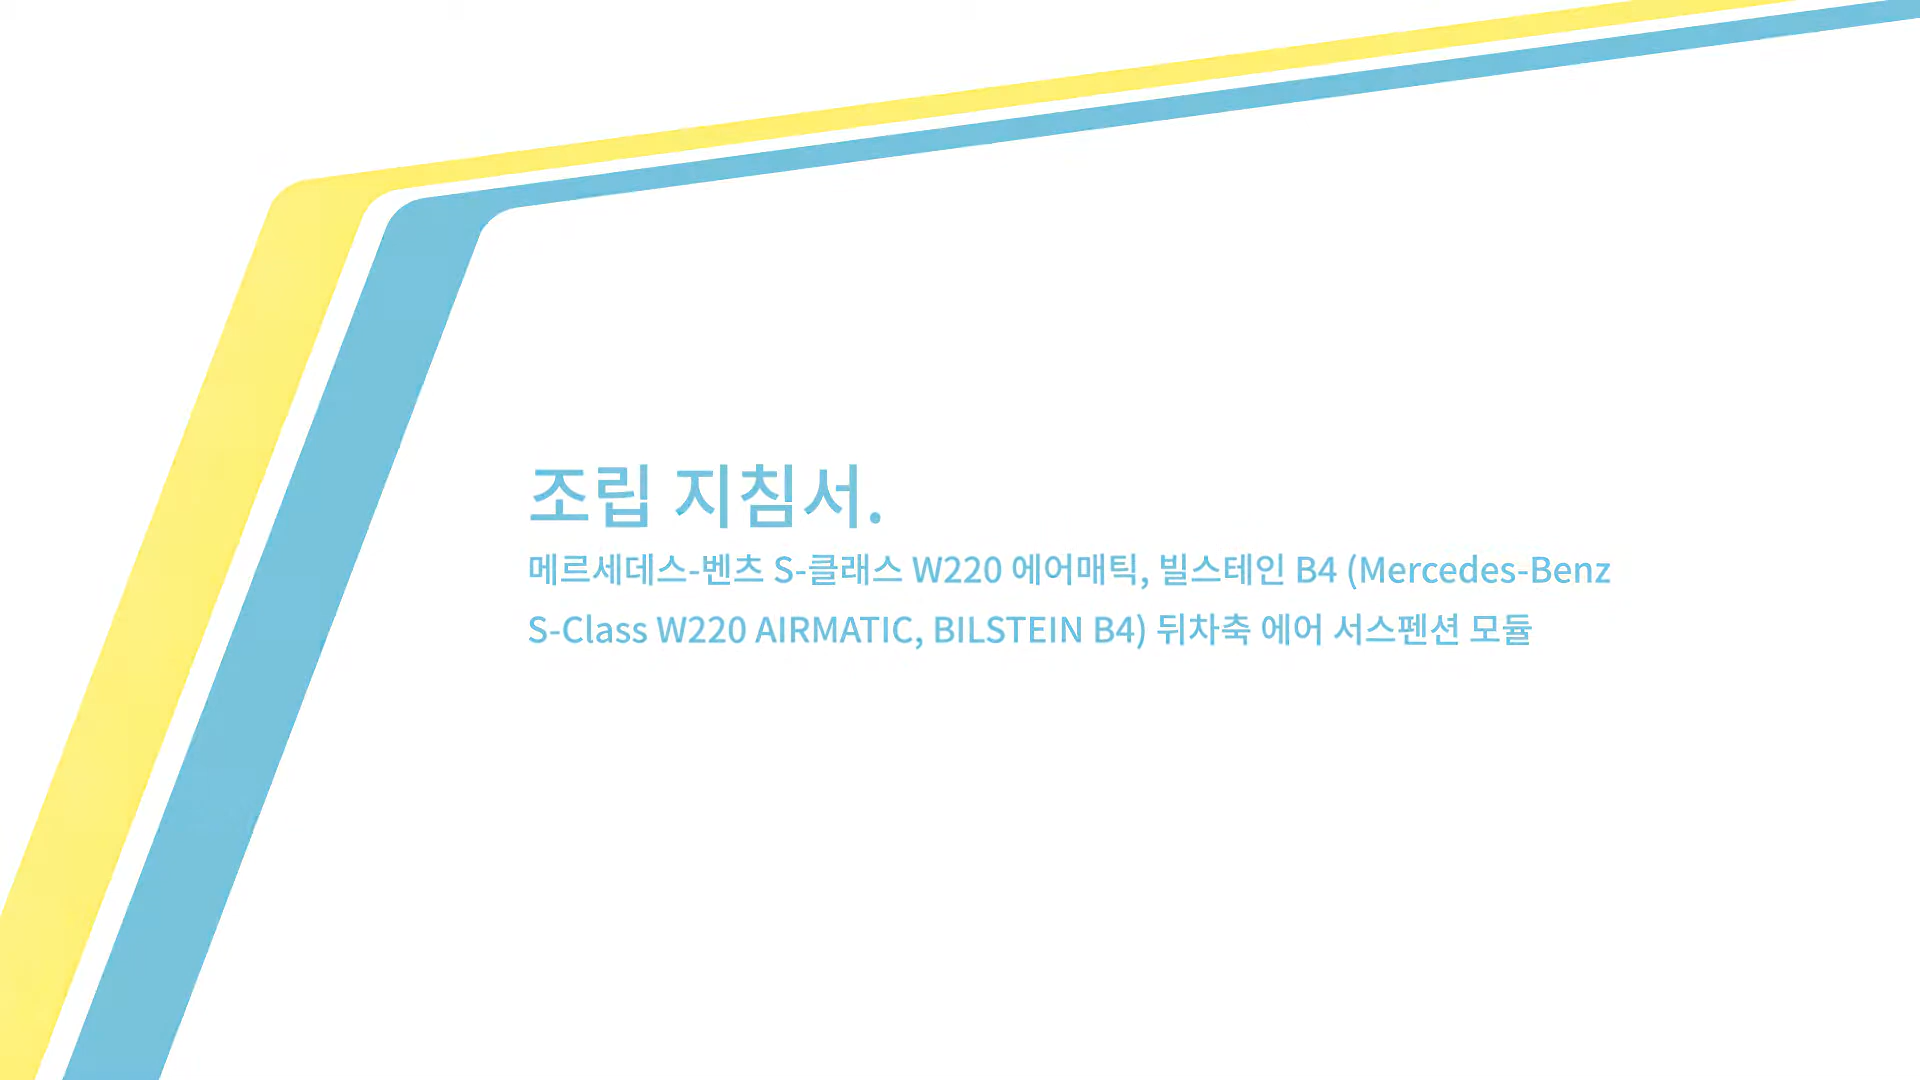 조립 지침서.
메르세데스-벤츠 S-클래스 W220 에어매틱, 빌스테인 B4 (Mercedes-Benz
S-Class W220 AIRMATIC, BILSTEIN B4) 뒤차축 에어 서스펜션 모듈